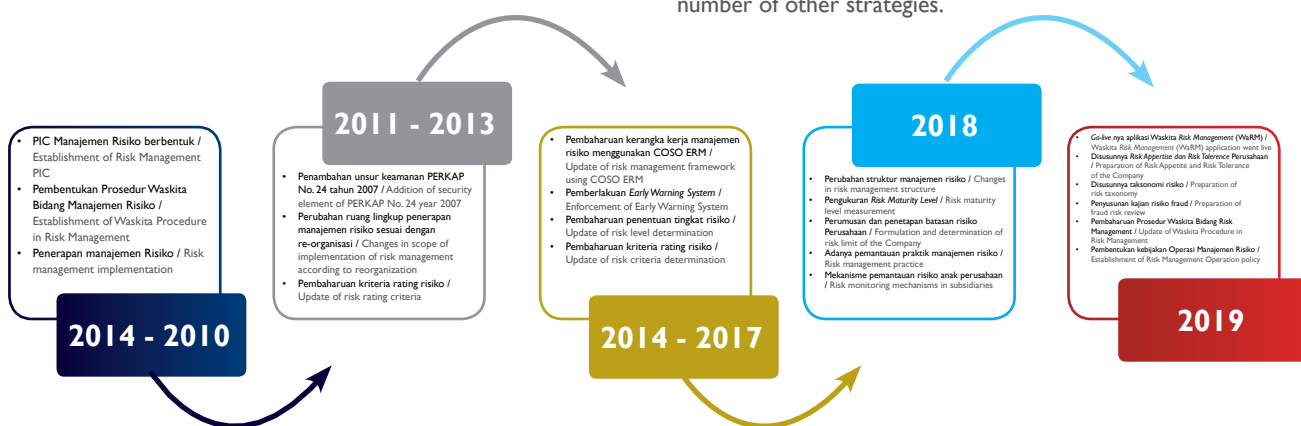 number of other strategies.
• PIC Manajemen Risiko berbentuk /
Establishment of Risk Management
PIC
• Pembentukan Prosedur Waskita
Bidang Manajemen Risiko /
Establishment of Waskita Procedure
in Risk Management
• Penerapan manajemen Risiko / Risk
management implementation
2014 - 2010
2011 - 2013
• Penambahan unsur keamanan PERKAP
No. 24 tahun 2007 / Addition of security
element of PERKAP No. 24 year 2007
• Perubahan ruang lingkup penerapan
manajemen risiko sesuai dengan
re-organisasi / Changes in scope of
implementation of risk management
according to reorganization
• Pembaharuan kriteria rating risiko /
Update of risk rating criteria
• Pembaharuan kerangka kerja manajemen
risiko menggunakan COSO ERM /
Update of risk management framework
using COSO ERM
• Pemberlakuan Early Warning System /
Enforcement of Early Warning System
• Pembaharuan penentuan tingkat risiko /
Update of risk level determination
• Pembaharuan kriteria rating risiko /
Update of risk criteria determination
2014 - 2017
2018
• Perubahan struktur manajemen risiko / Changes
in risk management structure
• Pengukuran Risk Maturity Level / Risk maturity
level measurement
• Perumusan dan penetapan batasan risiko
Perusahaan / Formulation and determination of
risk limit of the Company
• Adanya pemantauan praktik manajemen risiko /
Risk management practice
• Mekanisme pemantauan risiko anak perusahaan
/ Risk monitoring mechanisms in subsidiaries
• Go-live nya aplikasi Waskita Risk Management (WaRM) /
Waskita Risk Management (WaRM) application went live
• Disusunnya Risk Appertise dan Risk Tolerence Perusahaan
/ Preparation of Risk Appetite and Risk Tolerance
of the Company
• Disusunnya taksonomi risiko / Preparation of
risk taxonomy
• Penyusunan kajian risiko fraud / Preparation of
fraud risk review
• Pembaharuan Prosedur Waskita Bidang Risk
Management / Update of Waskita Procedure in
Risk Management
• Pembentukan kebijakan Operasi Manajemen Risiko /
Establishment of Risk Management Operation policy
2019